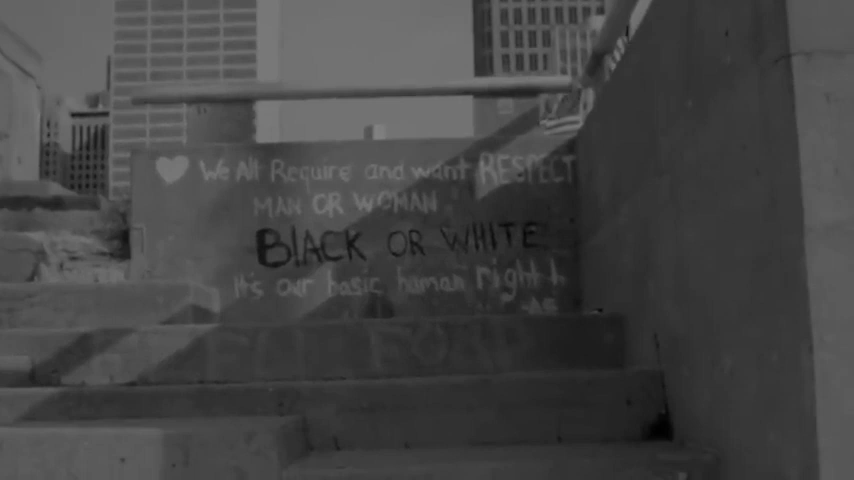 We All Require and want RESPECT
MAN OR WOMAN
BlACK OR WHITE
It's our basic human right